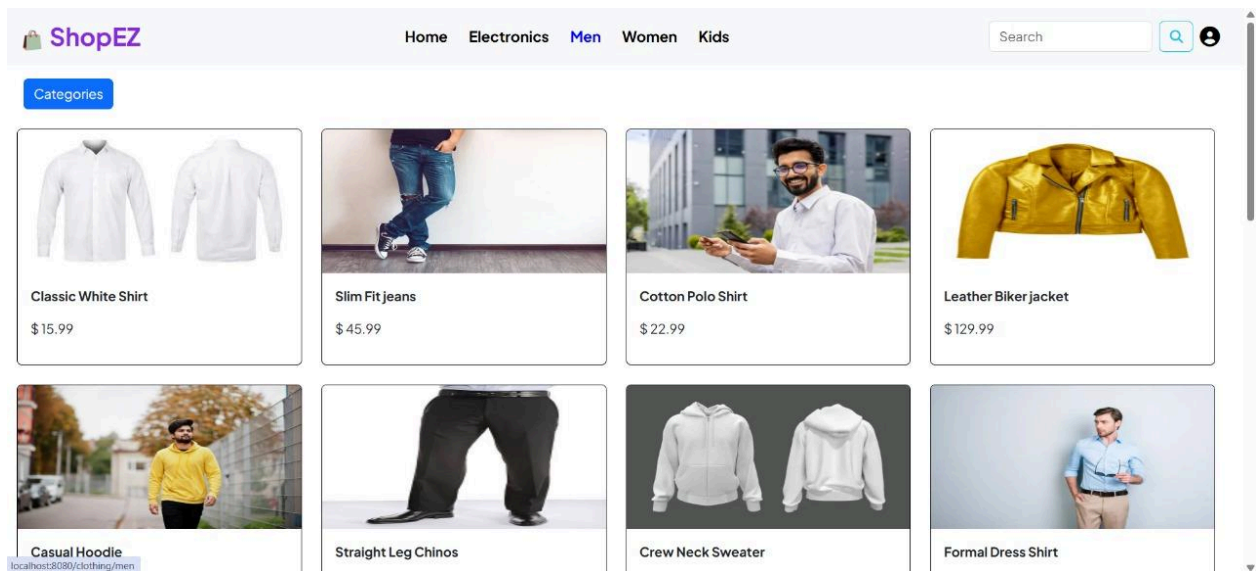 ShopEZ
Home Electronics Men Women Kids
Search
Categories
Classic White Shirt
$ 15.99
Slim Fit jeans
$ 45.99
Cotton Polo Shirt
$ 22.99
Leather Biker jacket
$ 129.99
Casual Hoodie
Straight Leg Chinos
Crew Neck Sweater
Formal Dress Shirt
localhost:8080/clothing/men